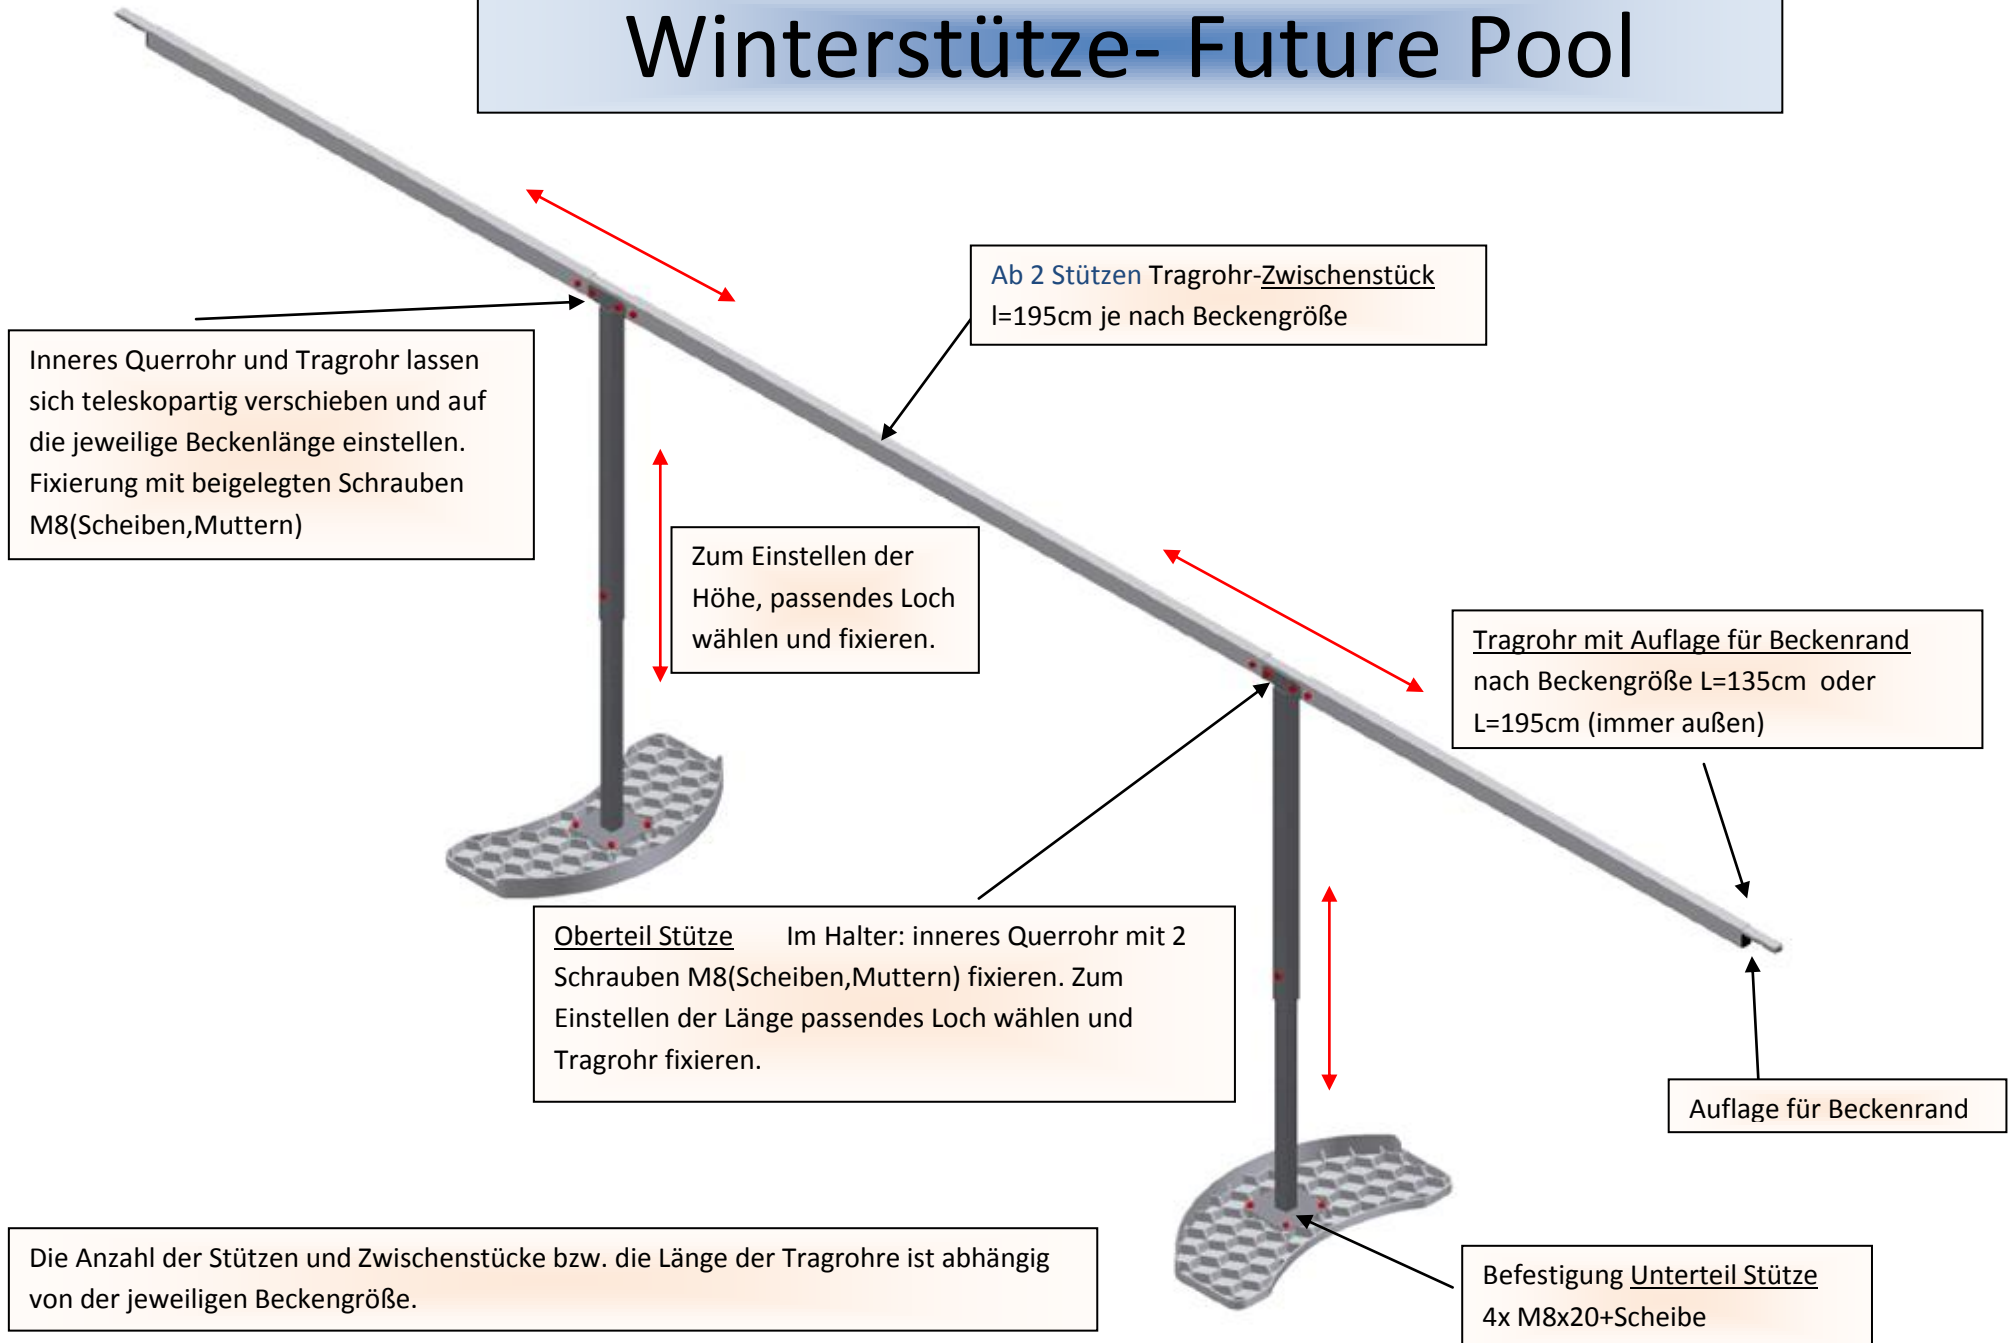 Winterstütze- Future Pool
Ab 2 Stützen Tragrohr-Zwischenstück
l=195cm je nach Beckengröße
Inneres Querrohr und Tragrohr lassen
sich teleskopartig verschieben und auf
die jeweilige Beckenlänge einstellen.
Fixierung mit beigelegten Schrauben
M8(Scheiben,Muttern)
Zum Einstellen der
Höhe, passendes Loch
wählen und fixieren.
Tragrohr mit Auflage für Beckenrand
nach Beckengröße L=135cm oder
L=195cm (immer außen)
Oberteil Stütze Im Halter: inneres Querrohr mit 2
Schrauben M8(Scheiben,Muttern) fixieren. Zum
Einstellen der Länge passendes Loch wählen und
Tragrohr fixieren.
Auflage für Beckenrand
Die Anzahl der Stützen und Zwischenstücke bzw. die Länge der Tragrohre ist abhängig
von der jeweiligen Beckengröße.
Befestigung Unterteil Stütze
4x M8x20+Scheibe